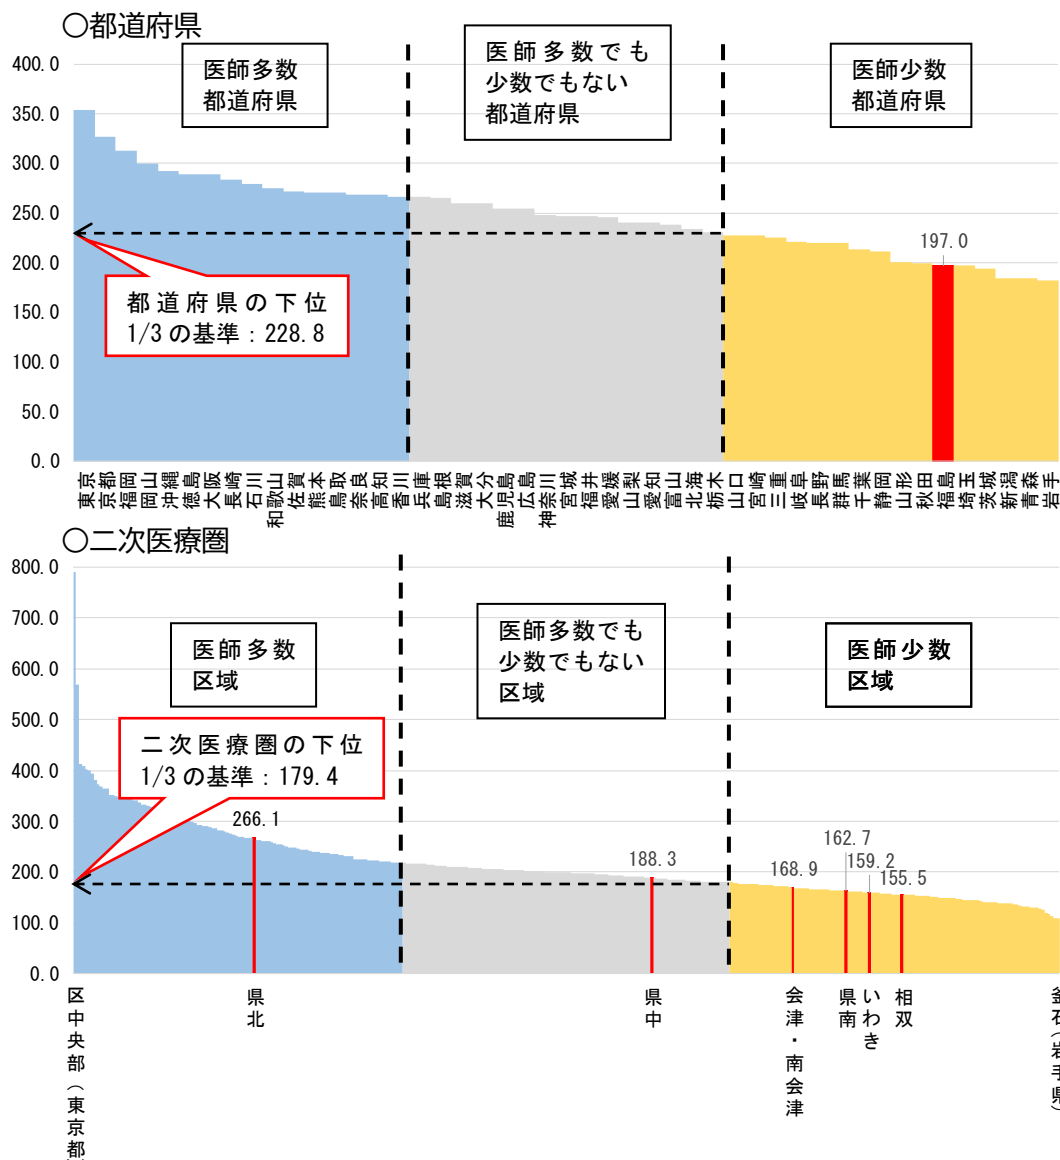 ○都道府県
医師多数
都道府県
医師多数でも
少数でもない
都道府県
医師少数
都道府県
400.0
350.0
300.0
250.0
200.0
150.0
100.0
50.0
0.0
197.0
都道府県の下位
1/3の基準：228.8
東京
京都
福岡
岡山
沖縄
徳島
大阪
長崎
石川
和歌山
佐賀
熊本
鳥取
奈良
高知
香川
兵庫
島根
滋賀
大分
鹿児島
広島
神奈川
宮城
福井
愛媛
山梨
愛知
富山
北海
栃木
山口
宮崎
三重
岐阜
長野
群馬
千葉
静岡
山形
秋田
福島
埼玉
茨城
新潟
青森
岩手
○二次医療圏
800.0
700.0
600.0
500.0
400.0
300.0
200.0
100.0
0.0
医師多数
区域
医師多数でも
少数でもない
区域
医師少数
区域
二次医療圏の下位
1/3の基準：179.4
266.1
188.3
168.9
162.7
159.2
155.5
区中央部（東京都
県北
県中
会津・南会津
県南
いわき
相双
釜石（岩手県）